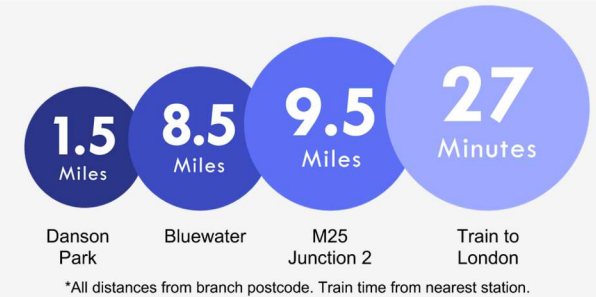 1.5
Miles
8.5
Miles
9.5
Miles
27
Minutes
Danson
Park
Bluewater
M25
Junction 2
Train to
London
*All distances from branch postcode. Train time from nearest station.